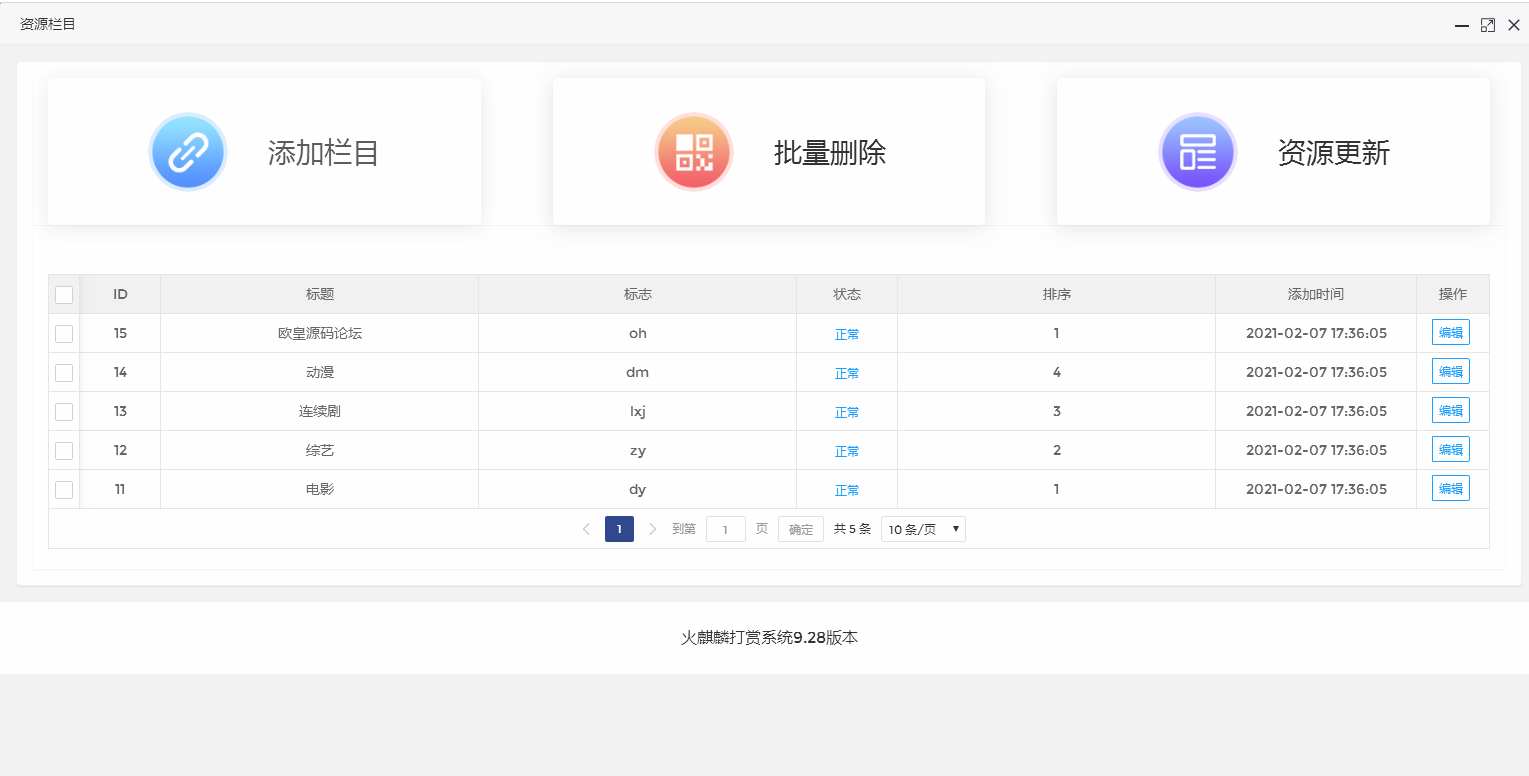 资源栏目
添加栏目
批量删除
资源更新
ID 标题 标志 状态 排序 添加时间 操作
15 欧皇源码论坛 oh 正常 1 2021-02-07 17:36:05 编辑
14 动漫 dm 正常 4 2021-02-07 17:36:05 编辑
13 连续剧 lxj 正常 3 2021-02-07 17:36:05 编辑
12 综艺 zy 正常 2 2021-02-07 17:36:05 编辑
11 电影 dy 正常 1 2021-02-07 17:36:05 编辑
1 到第 1 页 确定 共 5 条 10 条/页
火麒麟打赏系统9.28版本